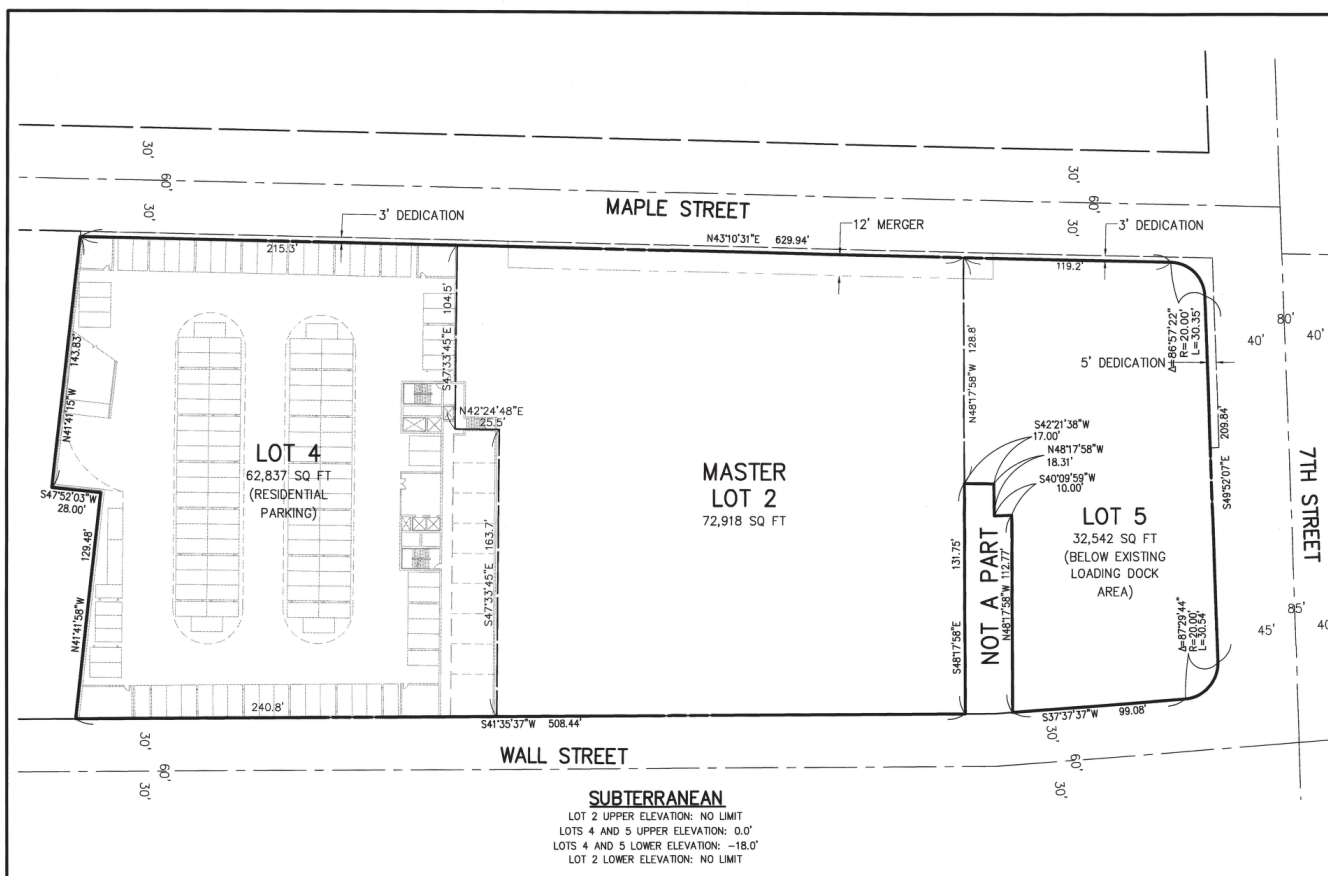 30'
60'
30'
MAPLE STREET
30'
60'
30'
3' DEDICATION
12' MERGER
3' DEDICATION
N43°10'31"E 629.94'
215.3'
119.2'
S47°33'45"E 104.5'
N48°17'58"W 128.8'
Δ=86°57'22"
R=20.00'
L=30.35'
80'
40'
40'
5' DEDICATION
N41°41'15"W 143.83'
N42°24'48"E
25.5'
S42°21'38"W
17.00'
N48°17'58"W
18.31'
S40°09'59"W
10.00'
209.84'
S49°52'07"E
7TH STREET
LOT 4
62,837 SQ FT
(RESIDENTIAL
PARKING)
MASTER
LOT 2
72,918 SQ FT
LOT 5
32,542 SQ FT
(BELOW EXISTING
LOADING DOCK
AREA)
S47°52'03"W
28.00'
N41°41'58"W 129.48'
S47°33'45"E 163.7'
S48°17'58"E 131.75'
NOT A PART
N48°17'58"W 112.77'
Δ=87°29'44"
R=20.00'
L=30.54'
85'
45'
40
240.8'
S41°35'37"W 508.44'
S37°37'37"W 99.08'
30'
60'
30'
WALL STREET
30'
60'
30'
SUBTERRANEAN
LOT 2 UPPER ELEVATION: NO LIMIT
LOTS 4 AND 5 UPPER ELEVATION: 0.0'
LOTS 4 AND 5 LOWER ELEVATION: -18.0'
LOT 2 LOWER ELEVATION: NO LIMIT